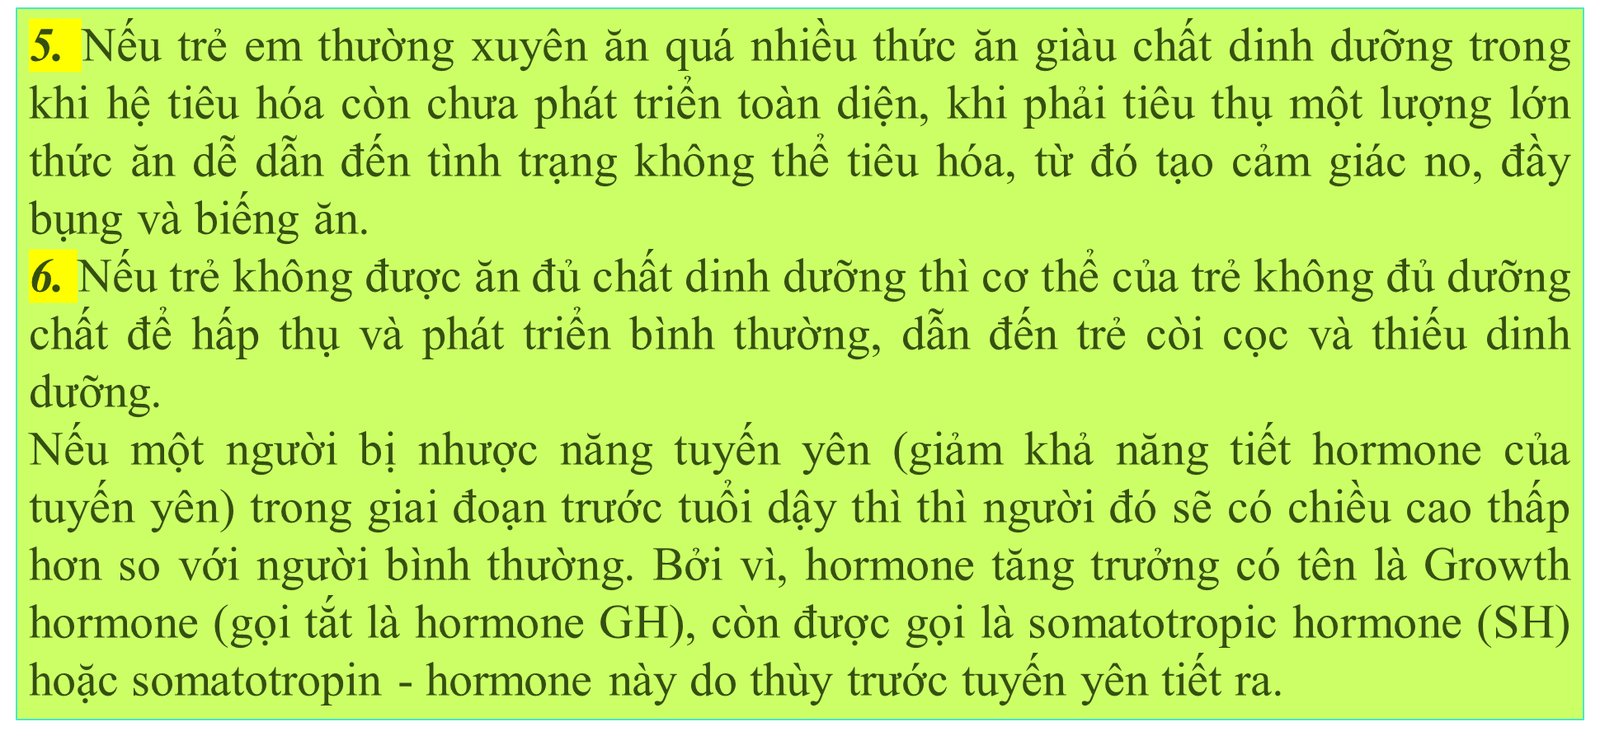 5. Nếu trẻ em thường xuyên ăn quá nhiều thức ăn giàu chất dinh dưỡng trong
khi hệ tiêu hóa còn chưa phát triển toàn diện, khi phải tiêu thụ một lượng lớn
thức ăn dễ dẫn đến tình trạng không thể tiêu hóa, từ đó tạo cảm giác no, đầy
bụng và biếng ăn.
6. Nếu trẻ không được ăn đủ chất dinh dưỡng thì cơ thể của trẻ không đủ dưỡng
chất để hấp thụ và phát triển bình thường, dẫn đến trẻ còi cọc và thiếu dinh
dưỡng.
Nếu một người bị nhược năng tuyến yên (giảm khả năng tiết hormone của
tuyến yên) trong giai đoạn trước tuổi dậy thì thì người đó sẽ có chiều cao thấp
hơn so với người bình thường. Bởi vì, hormone tăng trưởng có tên là Growth
hormone (gọi tắt là hormone GH), còn được gọi là somatotropic hormone (SH)
hoặc somatotropin - hormone này do thùy trước tuyến yên tiết ra.